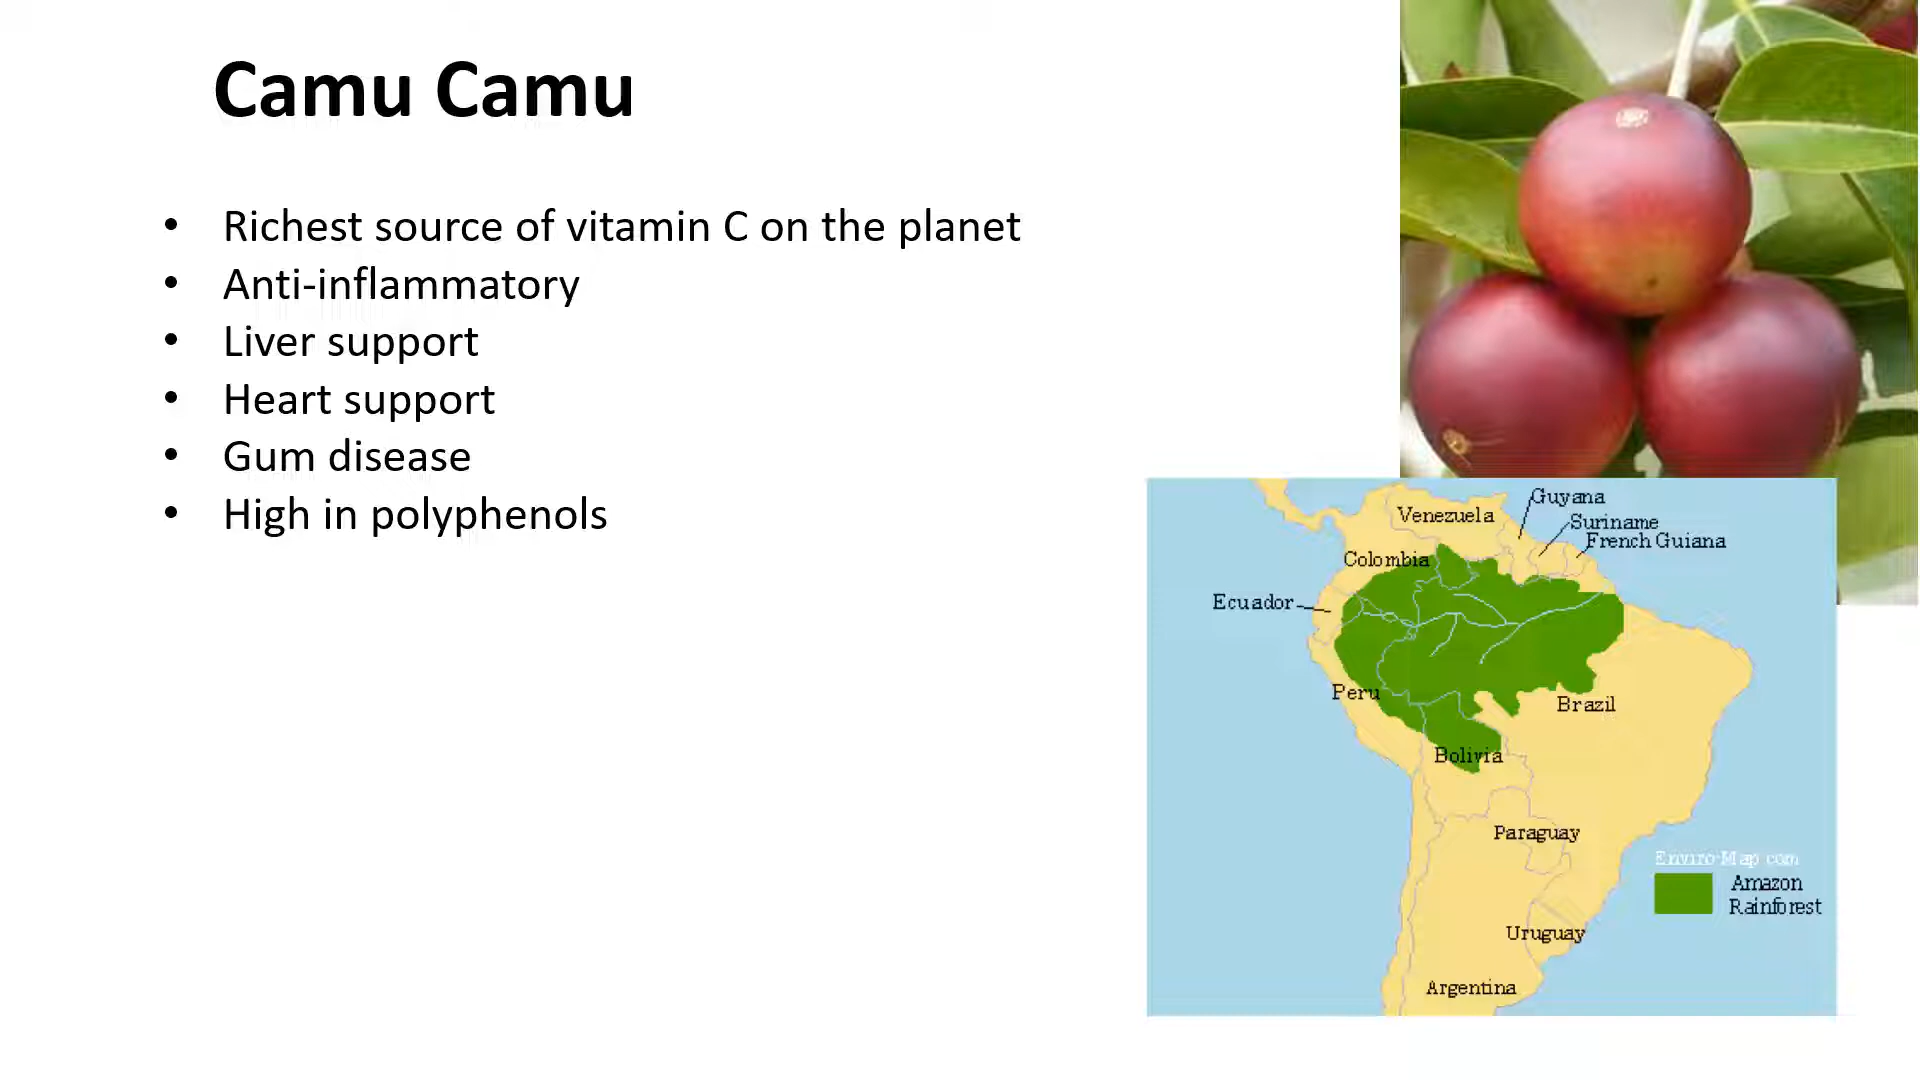 Camu Camu
• Richest source of vitamin C on the planet
• Anti-inflammatory
• Liver support
• Heart support
• Gum disease
• High in polyphenols
Guyana
Venezuela
Suriname
French Guiana
Colombia
Ecuador
Peru
Brazil
Bolivia
Paraguay
Enviro-Map.com
Amazon
Rainforest
Uruguay
Argentina